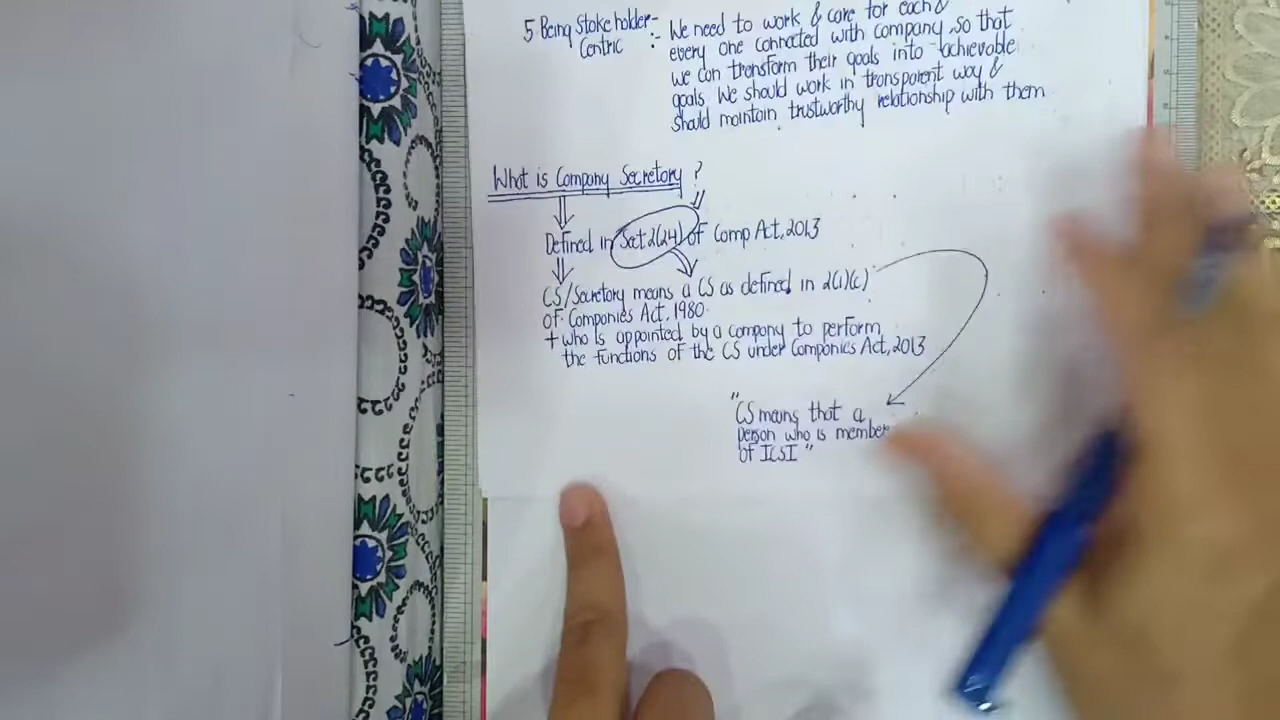 5 Being Stake holder :- We need to work & care for each &
Centric
every one connected with company so that
we can transform their goals into achievable
goals. We should work in transparent way &
should maintain trustworthy relationship with them
What is Company Secretary ?
Defined in Sect 2(24) of Comp Act, 2013
CS/Secretary means a CS as defined in 2(1)(c)
of Companies Act, 1980
+ who is appointed by a company to perform
the functions of the CS under Companies Act, 2013
"CS means that a
person who is member
of ICSI"